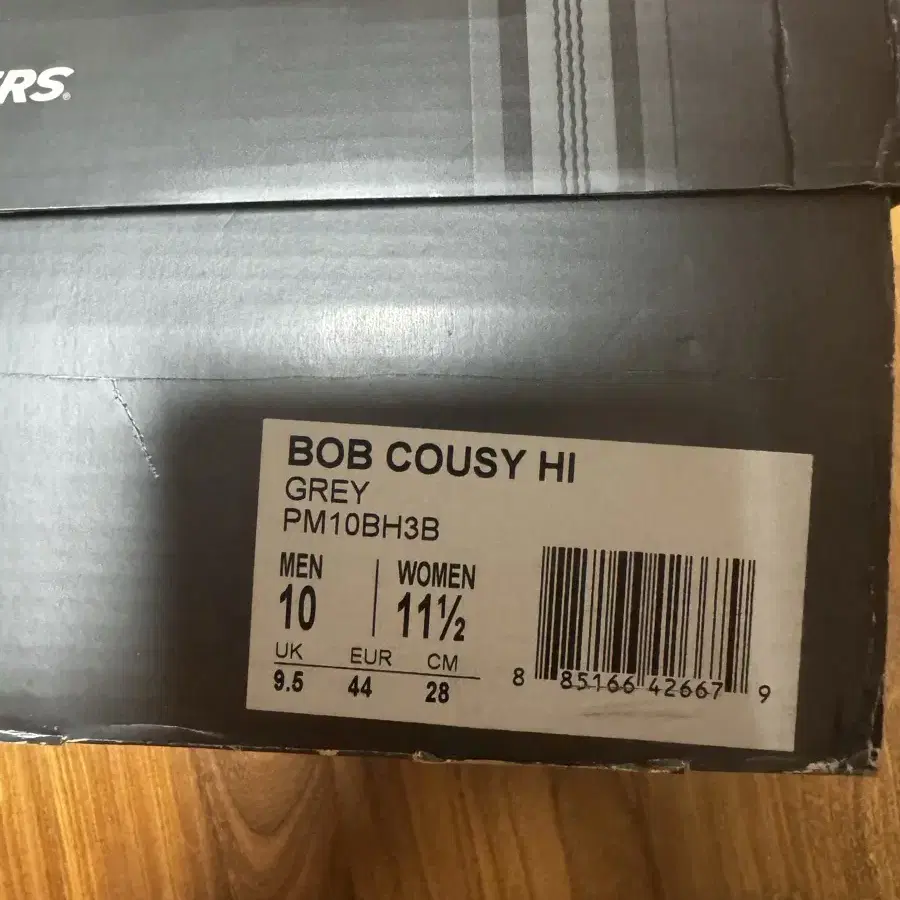 ERS®
BOB COUSY HI
GREY
PM10BH3B
MEN
10
WOMEN
11½
UK EUR CM
9.5 44 28
8 85166 42667 9